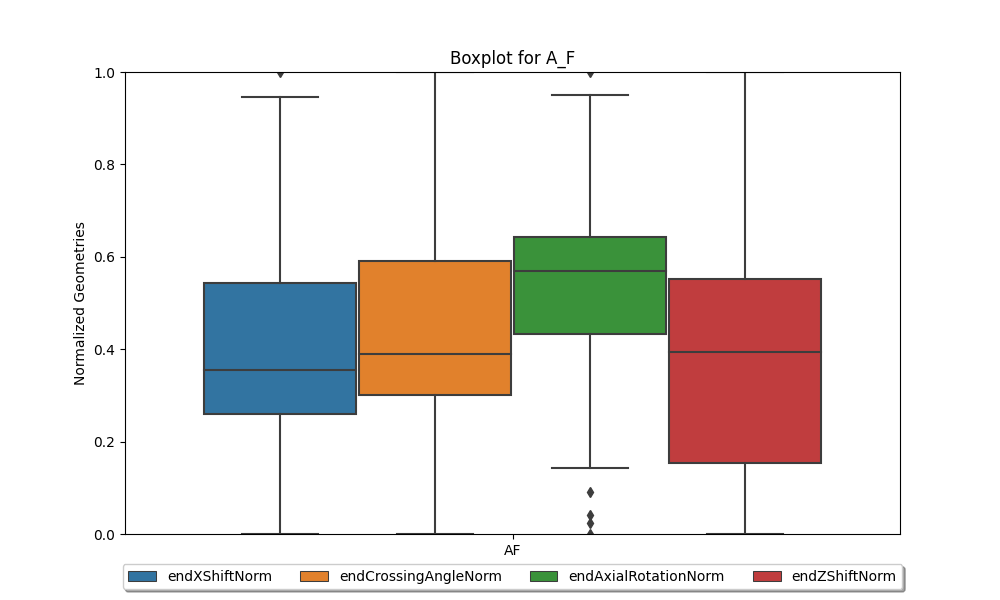 Boxplot for A_F
1.0
0.8
0.6
0.4
0.2
0.0
Normalized Geometries
AF
endXShiftNorm endCrossingAngleNorm endAxialRotationNorm endZShiftNorm